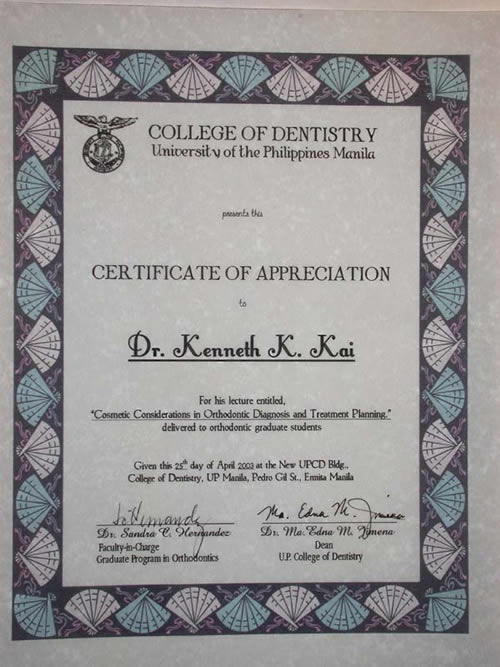 COLLEGE OF DENTISTRY
University of the Philippines Manila
presents this
CERTIFICATE OF APPRECIATION
to
Dr. Kenneth K. Kai
For his lecture entitled,
"Cosmetic Considerations in Orthodontic Diagnosis and Treatment Planning,"
delivered to orthodontic graduate students
Given this 25th day of April 2003 at the New UPCD Bldg.,
College of Dentistry, UP Manila, Pedro Gil St., Ermita Manila
Ma. Edna M. Jimena
Dr. Sandra C. Hernandez Dr. Ma. Edna M. Jimena
Faculty-in-Charge Dean
Graduate Program in Orthodontics U.P. College of Dentistry